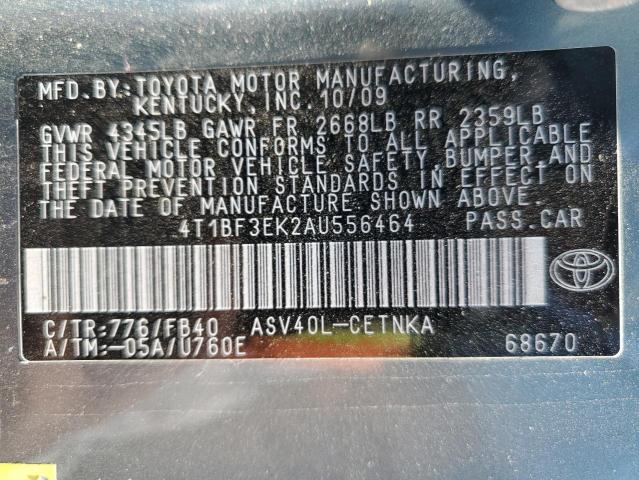 MFD.BY:TOYOTA MOTOR MANUFACTURING,
KENTUCKY, INC. 10/09
GVWR 4345LB GAWR FR 2668LB RR 2359LB
THIS VEHICLE CONFORMS TO ALL APPLICABLE
FEDERAL MOTOR VEHICLE SAFETY, BUMPER,AND
THEFT PREVENTION STANDARDS IN EFFECT ON
THE DATE OF MANUFACTURE SHOWN ABOVE.
4T1BF3EK2AU556464 PASS.CAR
C/TR:776/FB40 ASV40L-CETNKA
A/TM:-05A/U760E 68670